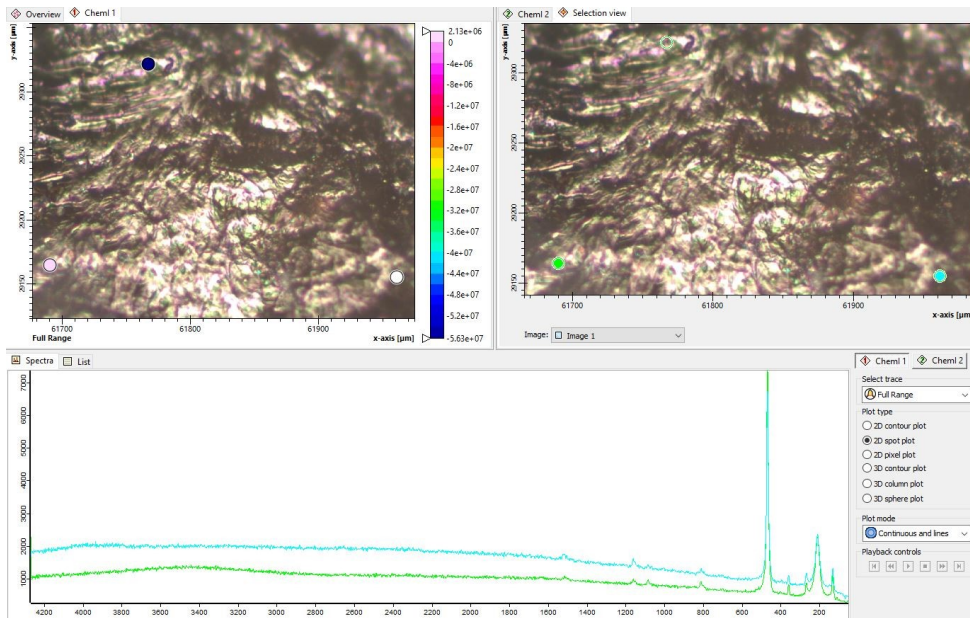 Overview
ChemI 1
ChemI 2
Selection view
y-axis [µm]
29300
29250
29200
29150
61700
61800
61900
Full Range
x-axis [µm]
2.13e+06
0
-4e+06
-8e+06
-1.2e+07
-1.6e+07
-2e+07
-2.4e+07
-2.8e+07
-3.2e+07
-3.6e+07
-4e+07
-4.4e+07
-4.8e+07
-5.2e+07
-5.63e+07
y-axis [µm]
29300
29250
29200
29150
61700
61800
61900
x-axis [µm]
Image:
Image 1
Spectra
List
7000
6000
5000
4000
3000
2000
1000
4200 4000 3800 3600 3400 3200 3000 2800 2600 2400 2200 2000 1800 1600 1400 1200 1000 800 600 400 200
ChemI 1
ChemI 2
Select trace
Full Range
Plot type
2D contour plot
2D spot plot
2D pixel plot
3D contour plot
3D column plot
3D sphere plot
Plot mode
Continuous and lines
Playback controls